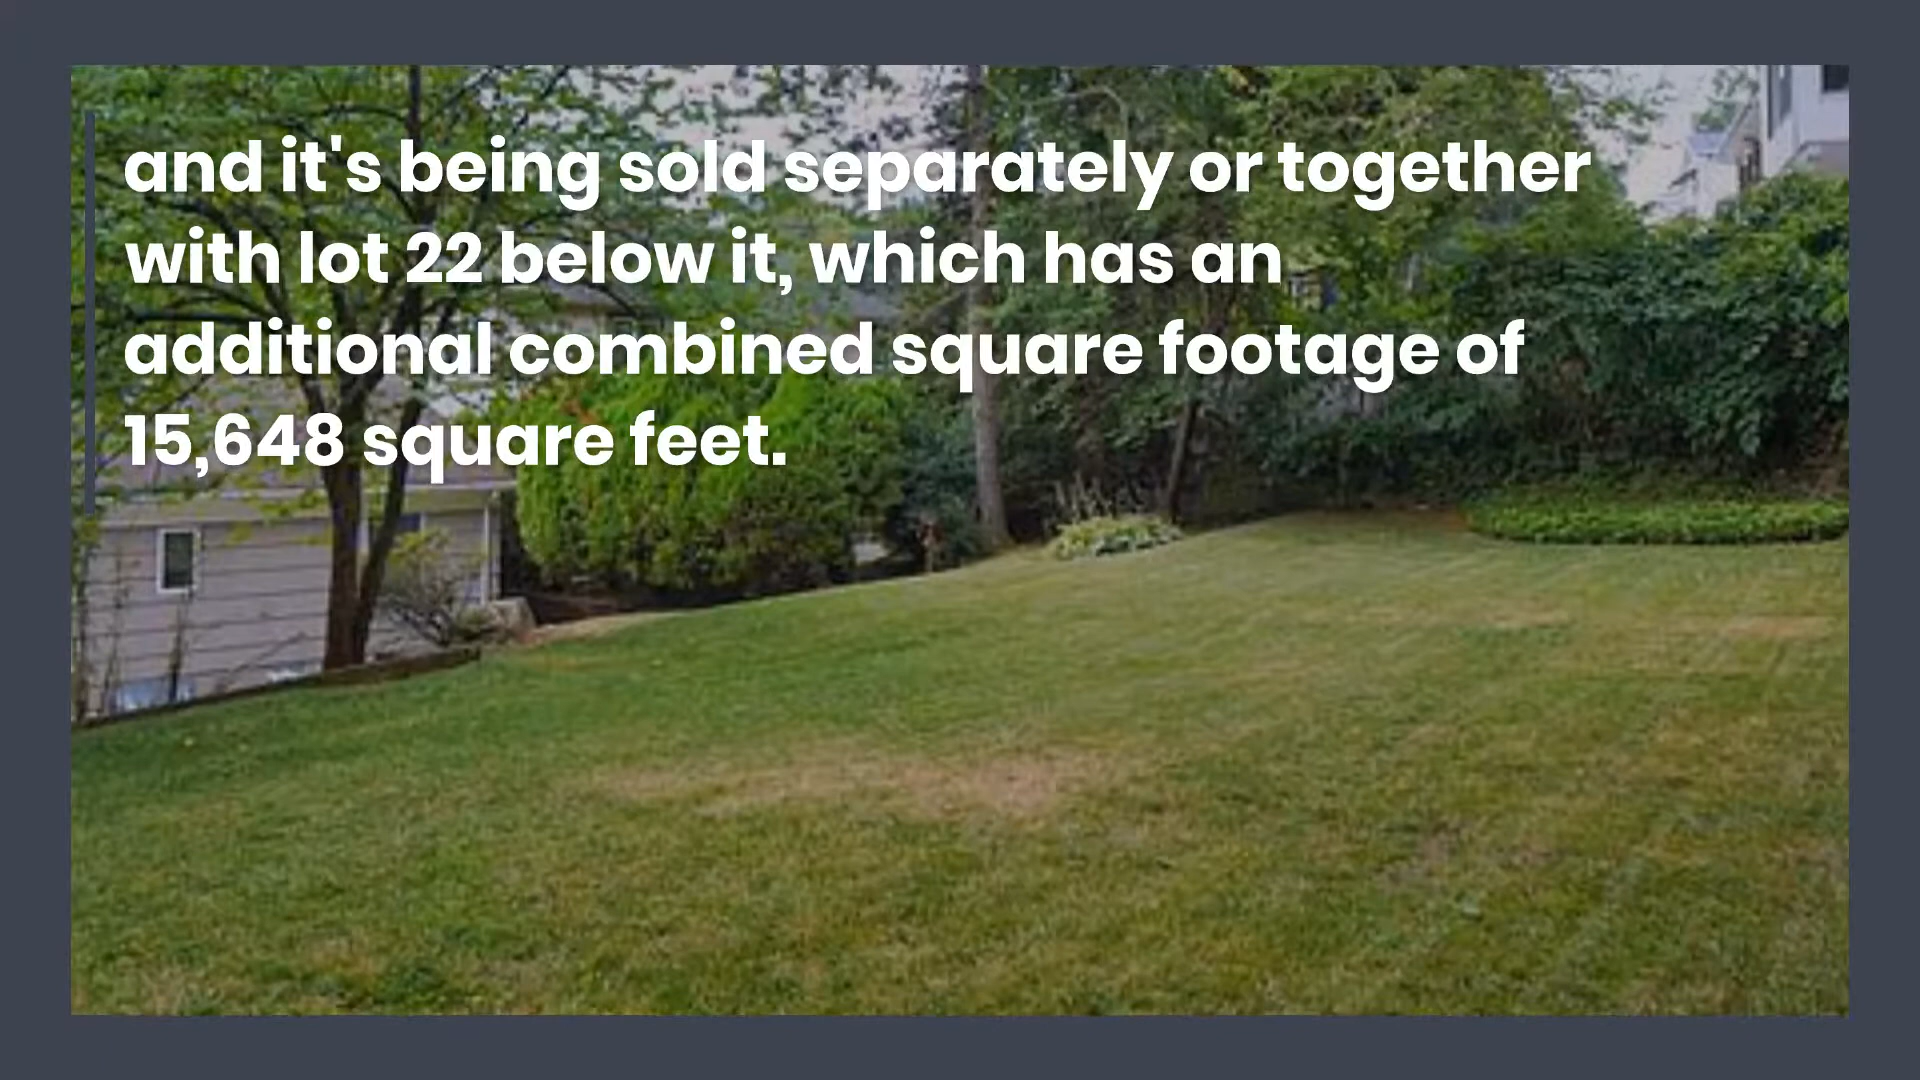 and it's being sold separately or together
with lot 22 below it, which has an
additional combined square footage of
15,648 square feet.